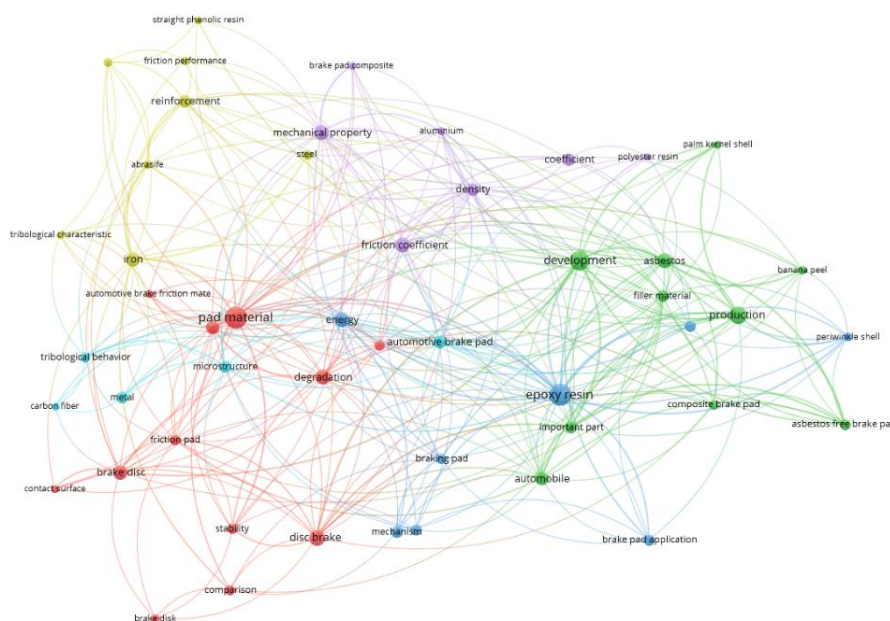 straight phenolic resin
friction performance
brake pad composite
reinforcement
mechanical property
aluminium
palm kernel shell
steel
coefficient
polyester resin
abrasife
density
tribological characteristic
friction coefficient
iron
development
asbestos
banana peel
automotive brake friction mate
filler material
pad material
energy
production
periwinkle shell
automotive brake pad
tribological behavior
microstructure
degradation
metal
epoxy resin
carbon fiber
composite brake pad
asbestos free brake pa
important part
friction pad
braking pad
brake disc
automobile
contact surface
stability
mechanism
disc brake
brake pad application
comparison
brake disk